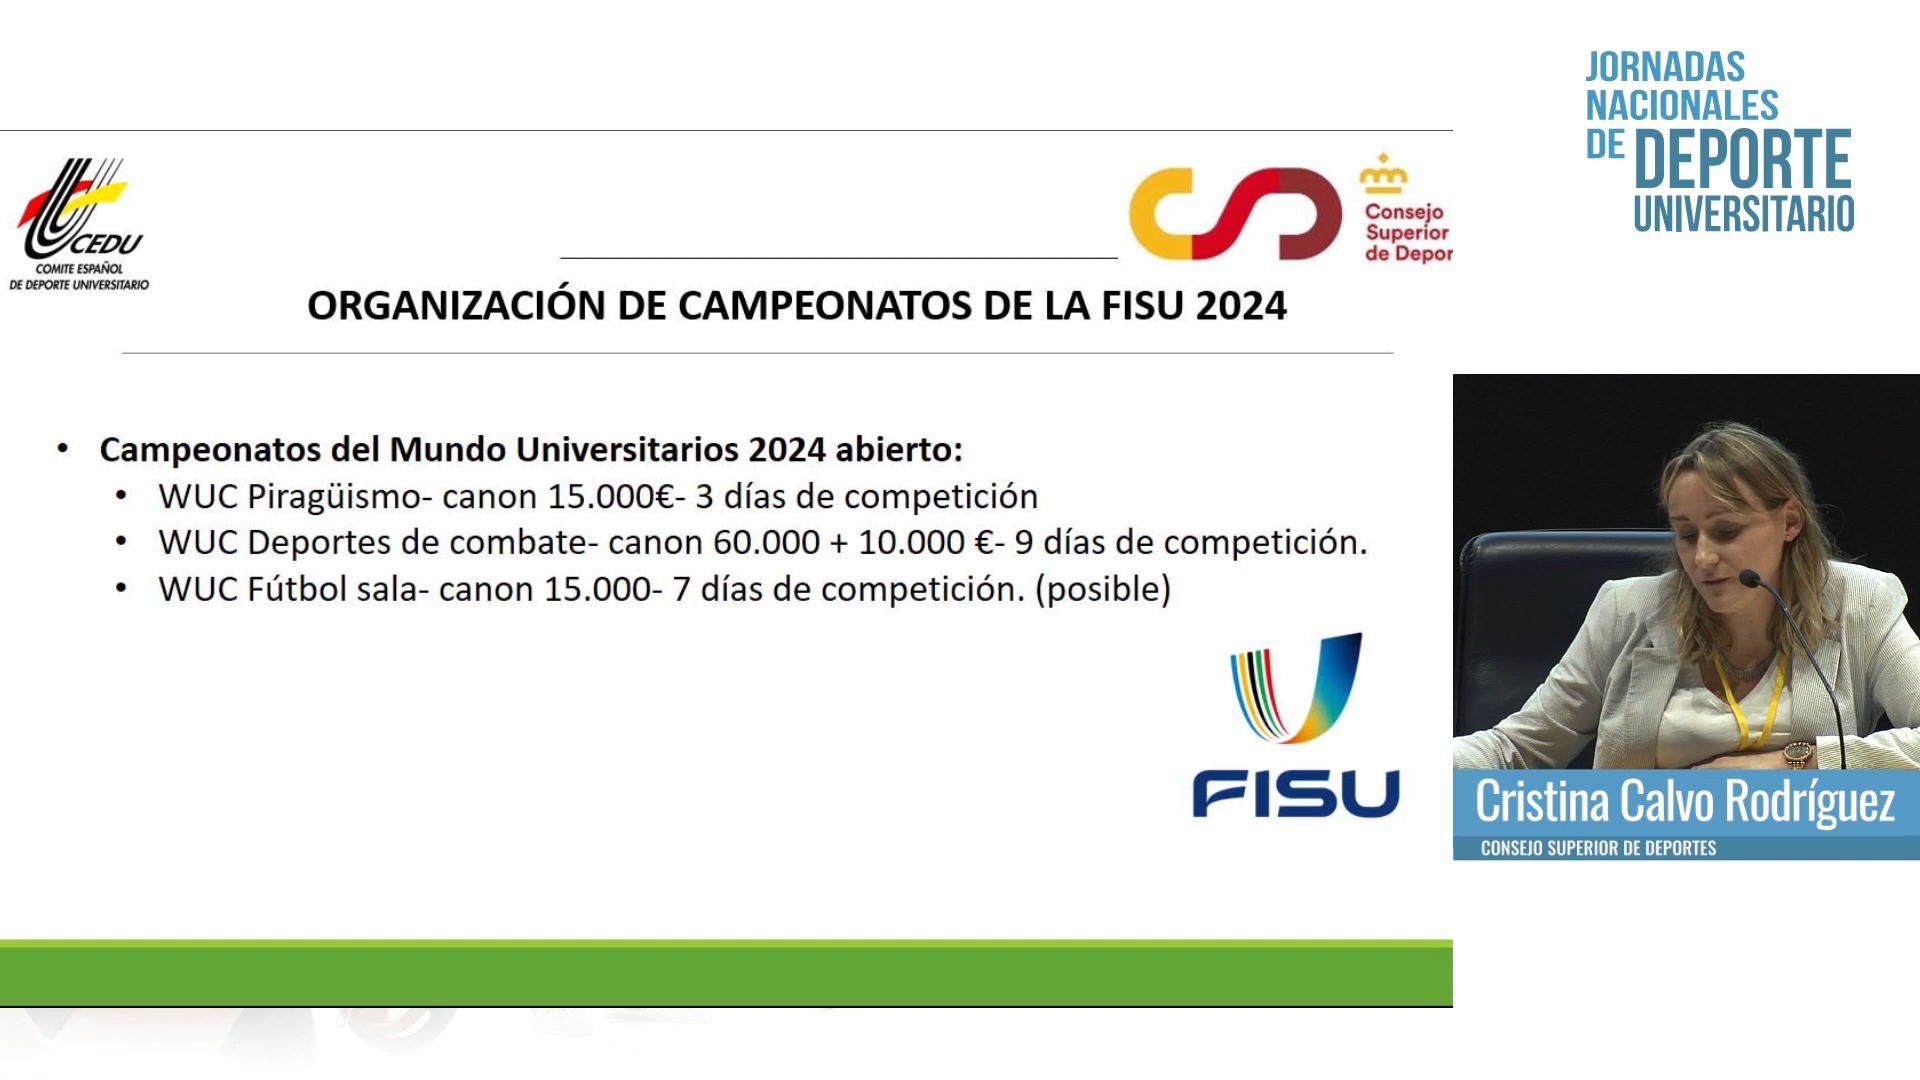 JORNADAS
NACIONALES
DE DEPORTE
UNIVERSITARIO
CEDU
COMITE ESPAÑOL
DE DEPORTE UNIVERSITARIO
Consejo
Superior
de Depor
ORGANIZACIÓN DE CAMPEONATOS DE LA FISU 2024
• Campeonatos del Mundo Universitarios 2024 abierto:
• WUC Piragüismo- canon 15.000€- 3 días de competición
• WUC Deportes de combate- canon 60.000 + 10.000 €- 9 días de competición.
• WUC Fútbol sala- canon 15.000- 7 días de competición. (posible)
FISU
Cristina Calvo Rodríguez
CONSEJO SUPERIOR DE DEPORTES